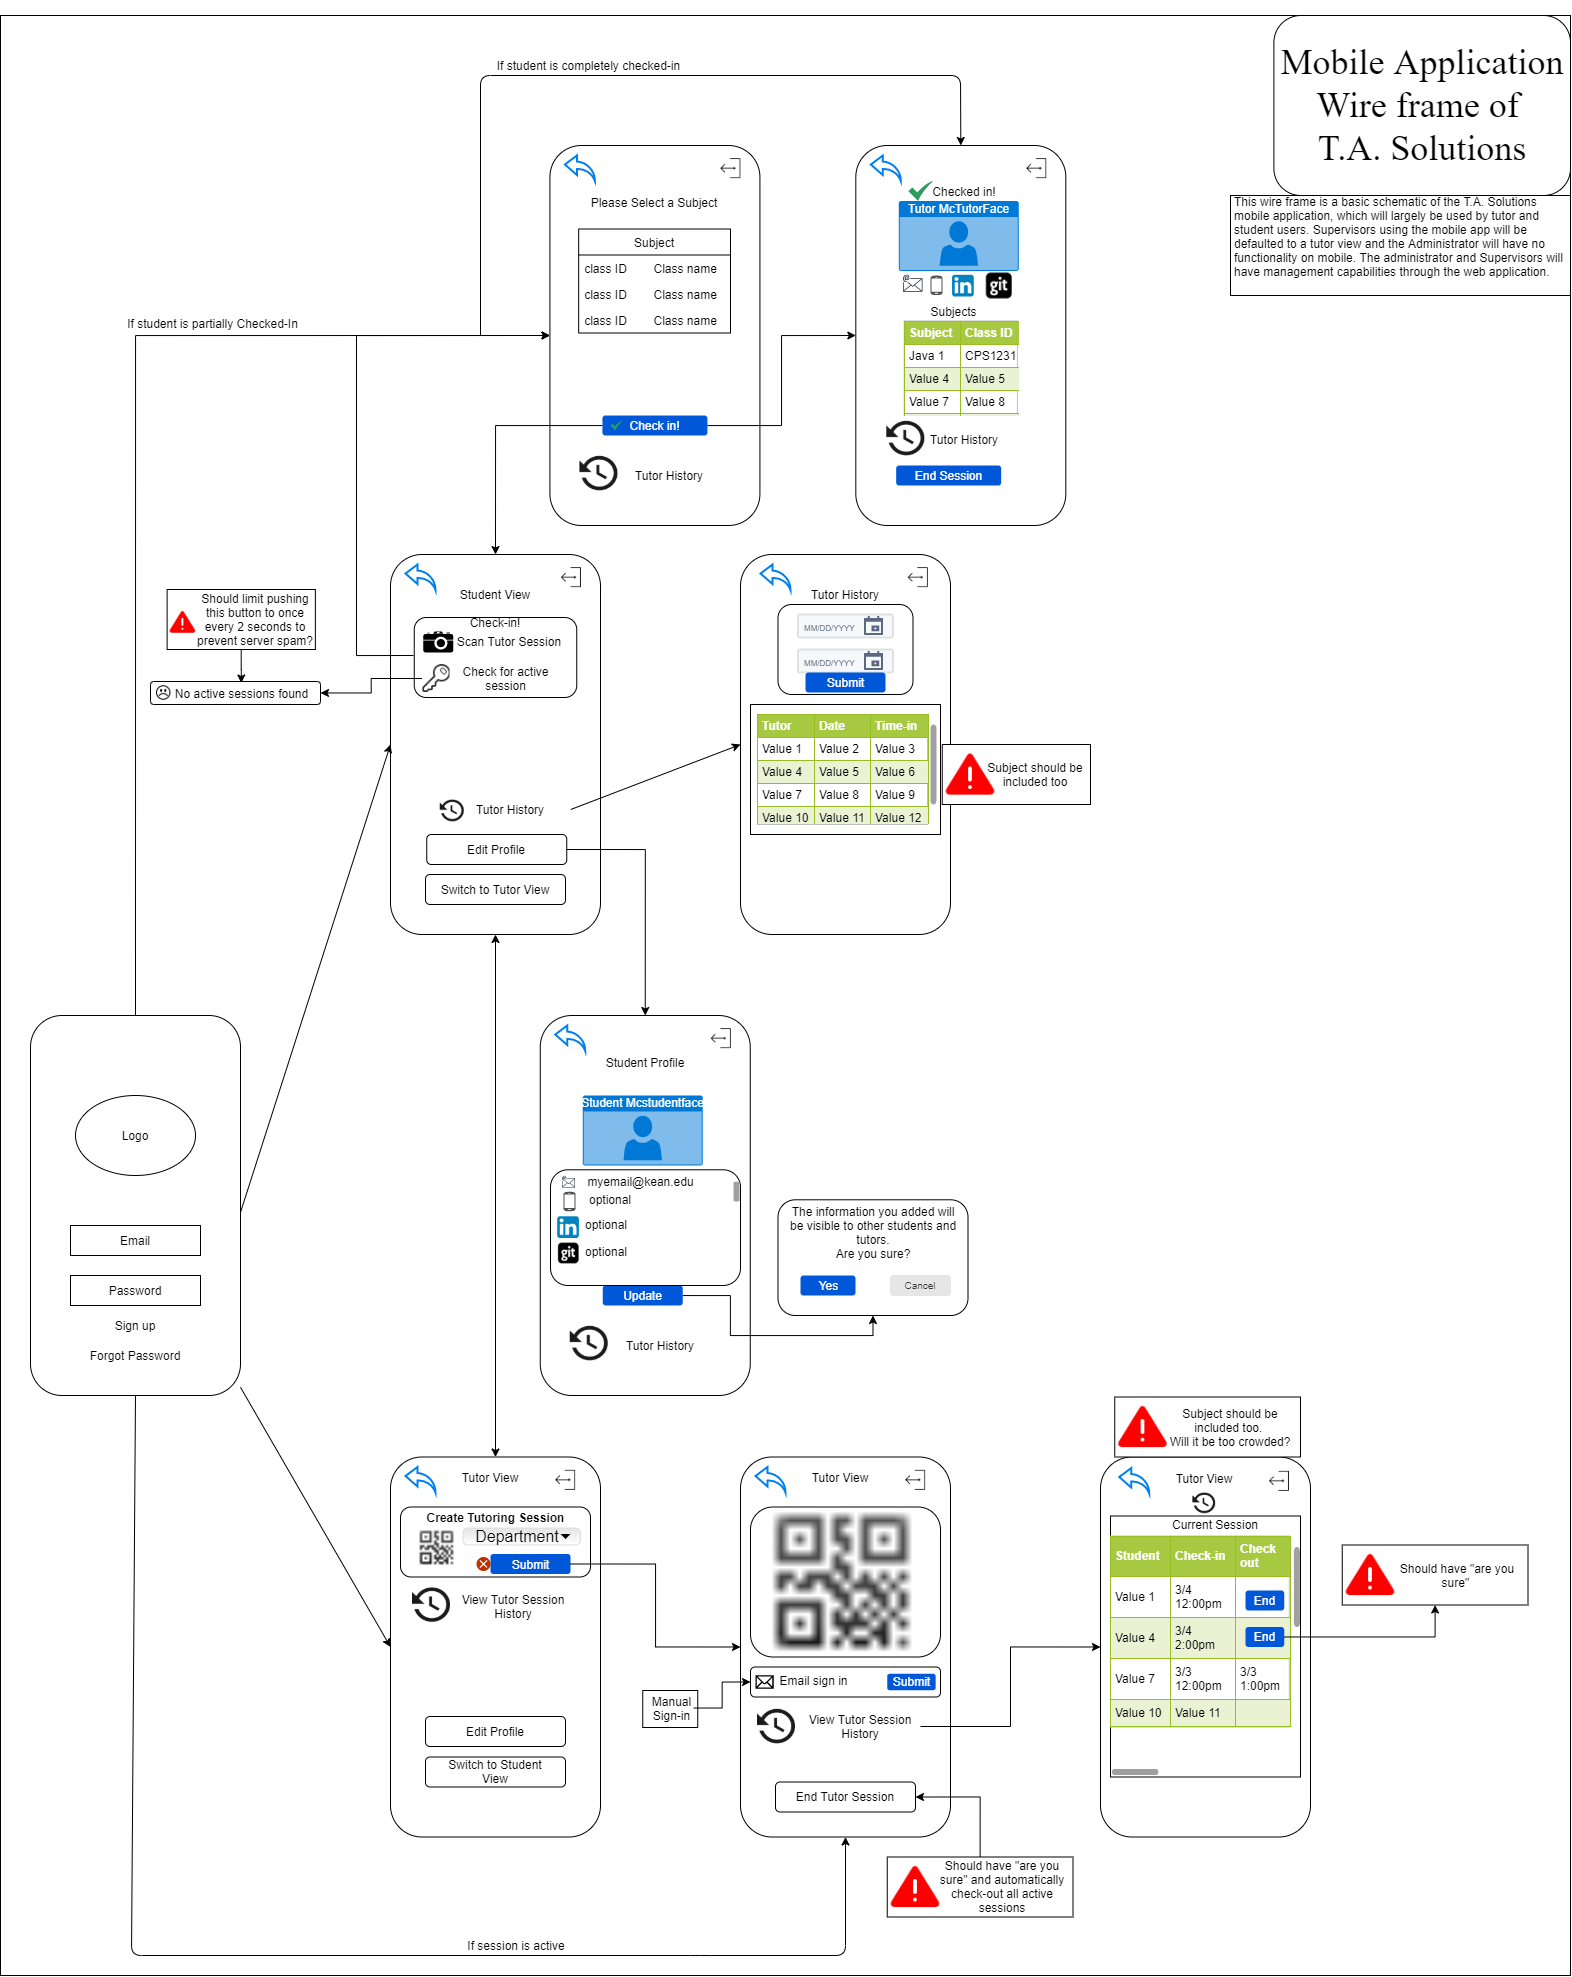 Mobile Application
Wire frame of
T.A. Solutions
This wire frame is a basic schematic of the T.A. Solutions
mobile application, which will largely be used by tutor and
student users. Supervisors using the mobile app will be
defaulted to a tutor view and the Administrator will have no
functionality on mobile. The administrator and Supervisors will
have management capabilities through the web application.
If student is completely checked-in
If student is partially Checked-In
Please Select a Subject
Subject
class ID Class name
class ID Class name
class ID Class name
Check in!
Tutor History
Checked in!
Tutor McTutorFace
in git
Subjects
Subject Class ID
Java 1 CPS1231
Value 4 Value 5
Value 7 Value 8
Tutor History
End Session
Should limit pushing
this button to once
every 2 seconds to
prevent server spam?
No active sessions found
Student View
Check-in!
Scan Tutor Session
Check for active
session
Tutor History
Edit Profile
Switch to Tutor View
Tutor History
MM/DD/YYYY
MM/DD/YYYY
Submit
Tutor Date Time-in
Value 1 Value 2 Value 3
Value 4 Value 5 Value 6
Value 7 Value 8 Value 9
Value 10 Value 11 Value 12
Subject should be
included too
Logo
Email
Password
Sign up
Forgot Password
Student Profile
Student Mcstudentface
myemail@kean.edu
optional
in optional
git optional
Update
Tutor History
The information you added will
be visible to other students and
tutors.
Are you sure?
Yes Cancel
Tutor View
Create Tutoring Session
Department
Submit
View Tutor Session
History
Edit Profile
Switch to Student
View
Tutor View
Email sign in Submit
Manual
Sign-in
View Tutor Session
History
End Tutor Session
Should have "are you
sure" and automatically
check-out all active
sessions
Subject should be
included too.
Will it be too crowded?
Tutor View
Current Session
Student Check-in Check
out
Value 1 3/4
12:00pm End
Value 4 3/4
2:00pm End
Value 7 3/3
12:00pm 3/3
1:00pm
Value 10 Value 11
Should have "are you
sure"
If session is active